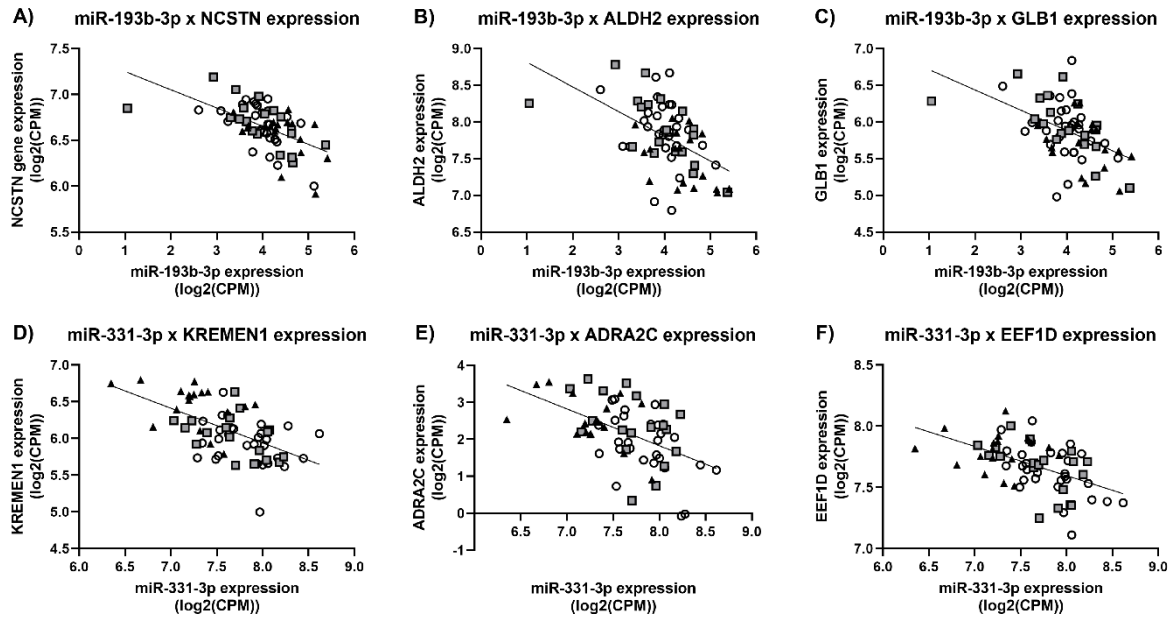 A) miR-193b-3p x NCSTN expression
NCSTN gene expression
(log2(CPM))
7.5
7.0
6.5
6.0
5.5
0 1 2 3 4 5 6
miR-193b-3p expression
(log2(CPM))
B) miR-193b-3p x ALDH2 expression
ALDH2 expression
(log2(CPM))
9.0
8.5
8.0
7.5
7.0
6.5
0 1 2 3 4 5 6
miR-193b-3p expression
(log2(CPM))
C) miR-193b-3p x GLB1 expression
GLB1 expression
(log2(CPM))
7.0
6.5
6.0
5.5
5.0
4.5
0 1 2 3 4 5 6
miR-193b-3p expression
(log2(CPM))
D) miR-331-3p x KREMEN1 expression
KREMEN1 expression
(log2(CPM))
7.0
6.5
6.0
5.5
5.0
4.5
6.0 6.5 7.0 7.5 8.0 8.5 9.0
miR-331-3p expression
(log2(CPM))
E) miR-331-3p x ADRA2C expression
ADRA2C expression
(log2(CPM))
4
3
2
1
0
-1
6.5 7.0 7.5 8.0 8.5 9.0
miR-331-3p expression
(log2(CPM))
F) miR-331-3p x EEF1D expression
EEF1D expression
(log2(CPM))
8.5
8.0
7.5
7.0
6.0 6.5 7.0 7.5 8.0 8.5 9.0
miR-331-3p expression
(log2(CPM))